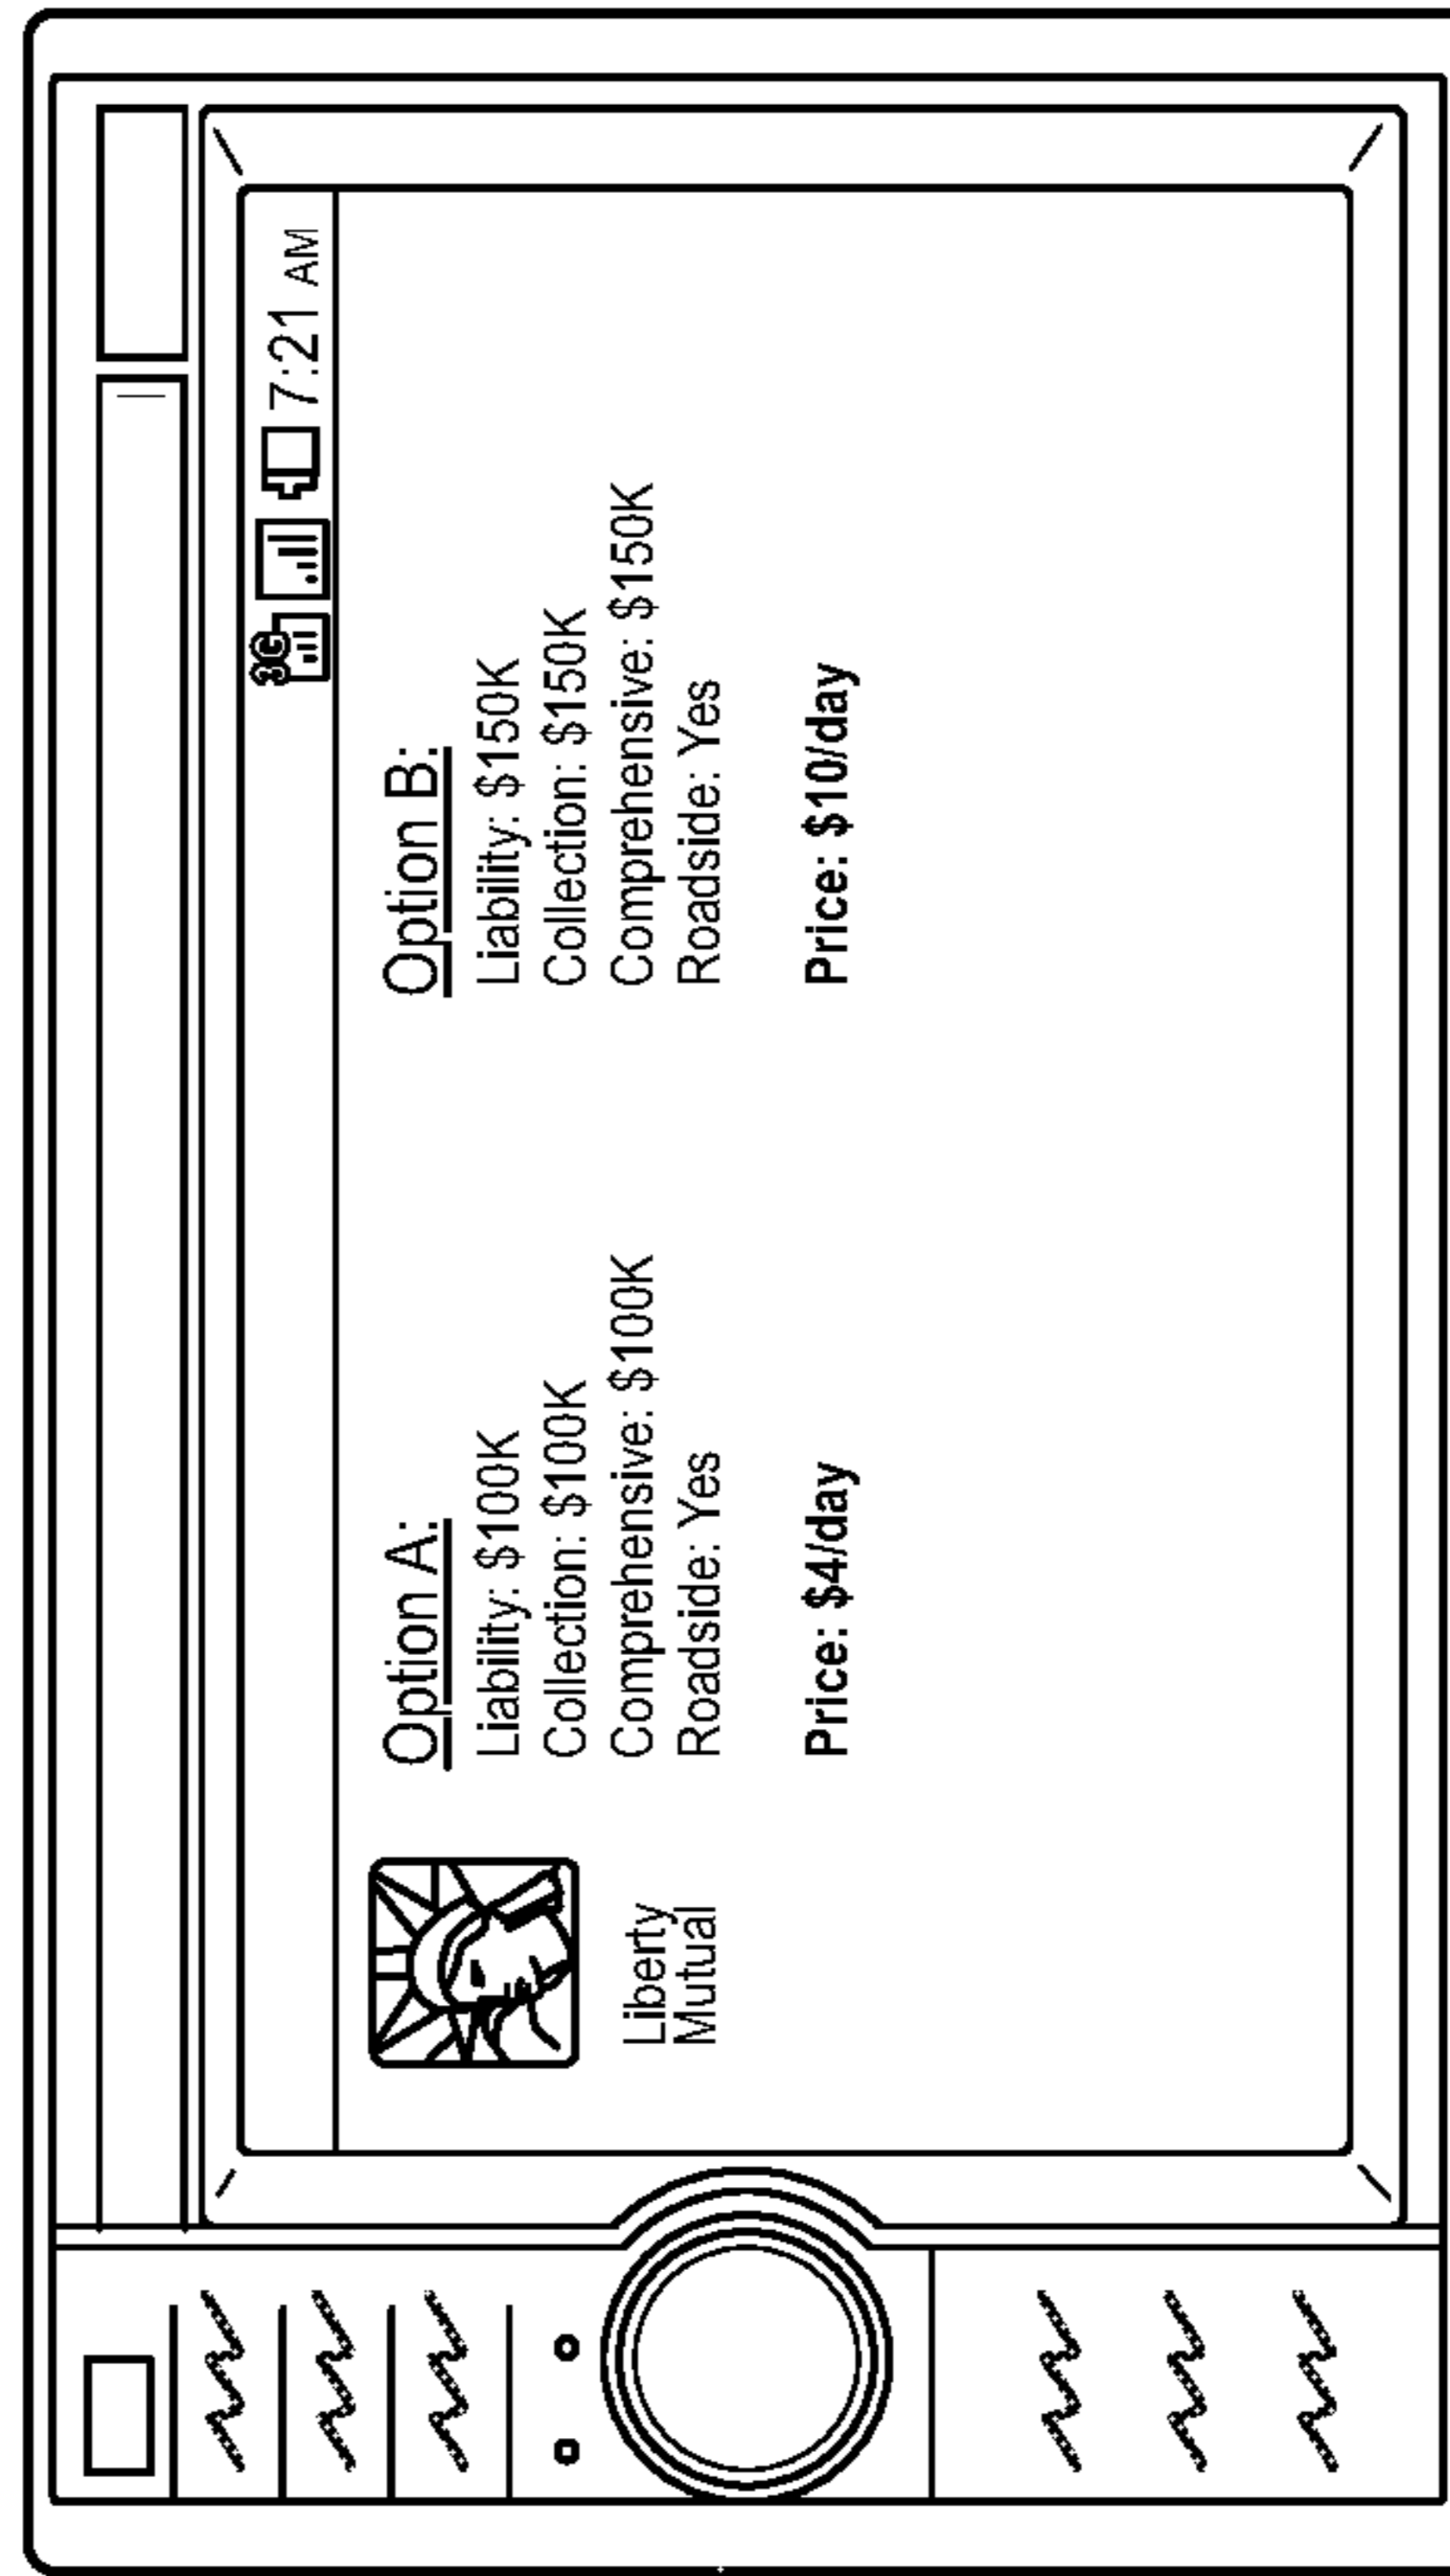 3G 7:21 AM
Liberty
Mutual
Option A:
Liability: $100K
Collection: $100K
Comprehensive: $100K
Roadside: Yes
Price: $4/day
Option B:
Liability: $150K
Collection: $150K
Comprehensive: $150K
Roadside: Yes
Price: $10/day